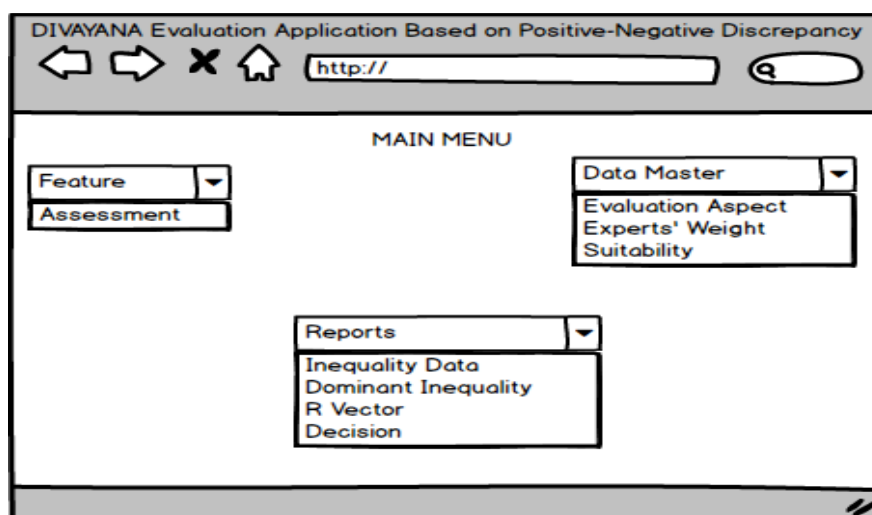 DIVAYANA Evaluation Application Based on Positive-Negative Discrepancy
http://
MAIN MENU
Feature
Assessment
Data Master
Evaluation Aspect
Experts' Weight
Suitability
Reports
Inequality Data
Dominant Inequality
R Vector
Decision